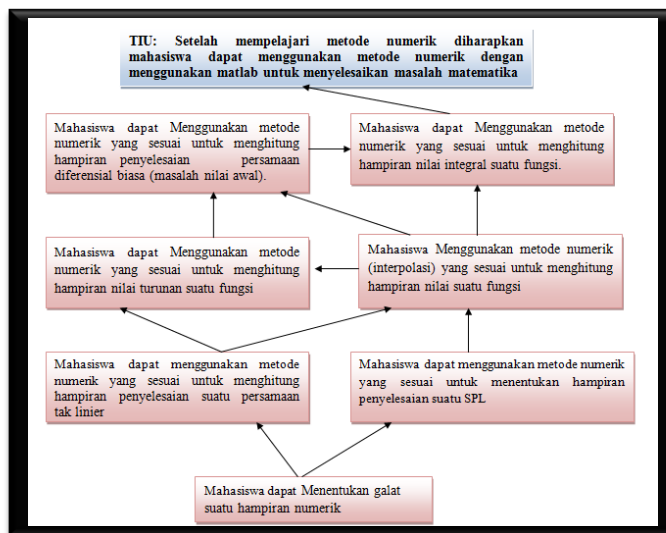 TIU: Setelah mempelajari metode numerik diharapkan
mahasiswa dapat menggunakan metode numerik dengan
menggunakan matlab untuk menyelesaikan masalah matematika
Mahasiswa dapat Menggunakan metode
numerik yang sesuai untuk menghitung
hampiran penyelesaian persamaan
diferensial biasa (masalah nilai awal).
Mahasiswa dapat Menggunakan metode
numerik yang sesuai untuk menghitung
hampiran nilai integral suatu fungsi.
Mahasiswa dapat Menggunakan metode
numerik yang sesuai untuk menghitung
hampiran nilai turunan suatu fungsi
Mahasiswa Menggunakan metode numerik
(interpolasi) yang sesuai untuk menghitung
hampiran nilai suatu fungsi
Mahasiswa dapat menggunakan metode
numerik yang sesuai untuk menghitung
hampiran penyelesaian suatu persamaan
tak linier
Mahasiswa dapat menggunakan metode numerik
yang sesuai untuk menentukan hampiran
penyelesaian suatu SPL
Mahasiswa dapat Menentukan galat
suatu hampiran numerik